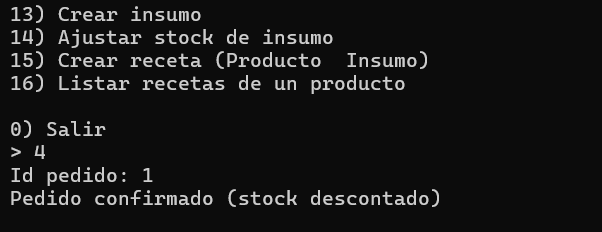 13) Crear insumo
14) Ajustar stock de insumo
15) Crear receta (Producto  Insumo)
16) Listar recetas de un producto
0) Salir
> 4
Id pedido: 1
Pedido confirmado (stock descontado)